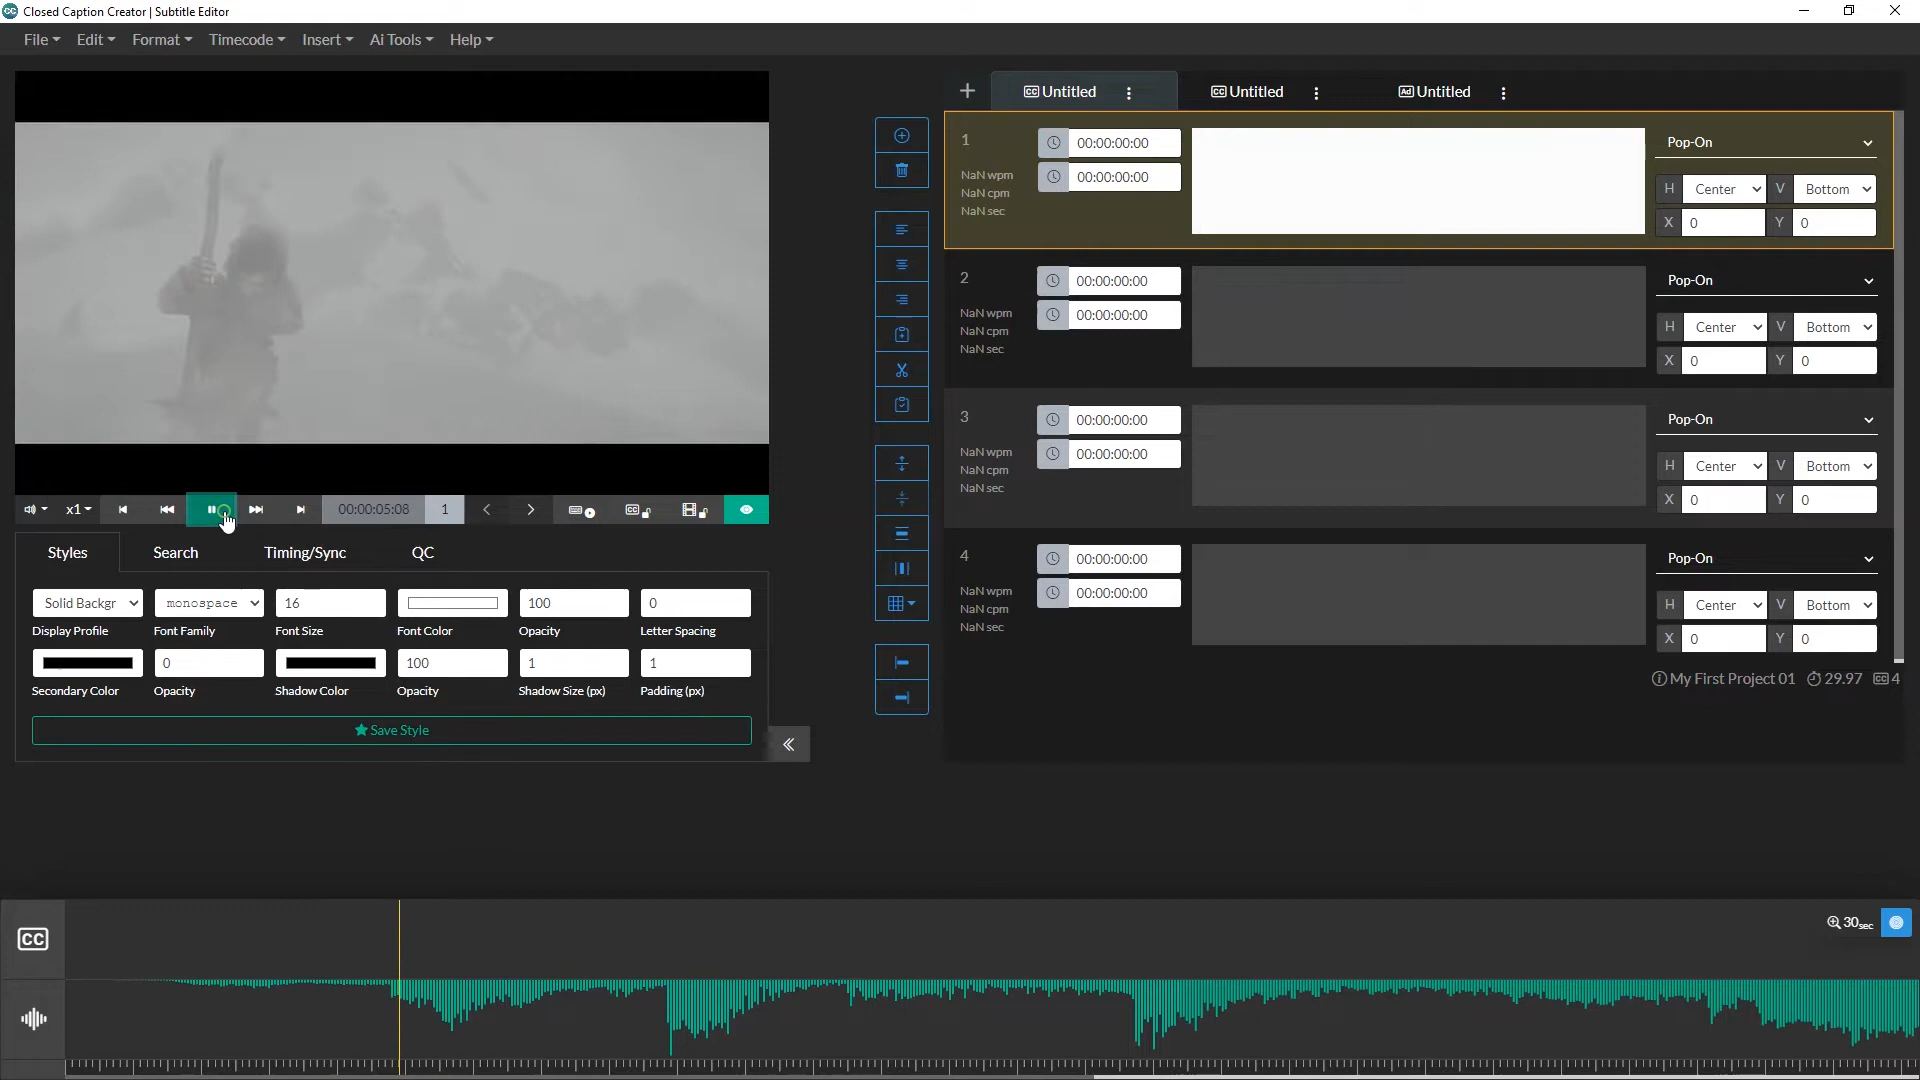 Closed Caption Creator | Subtitle Editor
File Edit Format Timecode Insert Ai Tools Help
CC Untitled CC Untitled Ad Untitled
1
00:00:00:00
00:00:00:00
NaN wpm
NaN cpm
NaN sec
Pop-On
H Center V Bottom
X 0 Y 0
2
00:00:00:00
00:00:00:00
NaN wpm
NaN cpm
NaN sec
Pop-On
H Center V Bottom
X 0 Y 0
3
00:00:00:00
00:00:00:00
NaN wpm
NaN cpm
NaN sec
Pop-On
H Center V Bottom
X 0 Y 0
4
00:00:00:00
00:00:00:00
NaN wpm
NaN cpm
NaN sec
Pop-On
H Center V Bottom
X 0 Y 0
My First Project 01 29.97 CC 4
x1 00:00:05:08 1 CC
Styles Search Timing/Sync QC
Solid Backgr monospace 16 100 0
Display Profile Font Family Font Size Font Color Opacity Letter Spacing
0 100 1 1
Secondary Color Opacity Shadow Color Opacity Shadow Size (px) Padding (px)
Save Style
CC
30sec